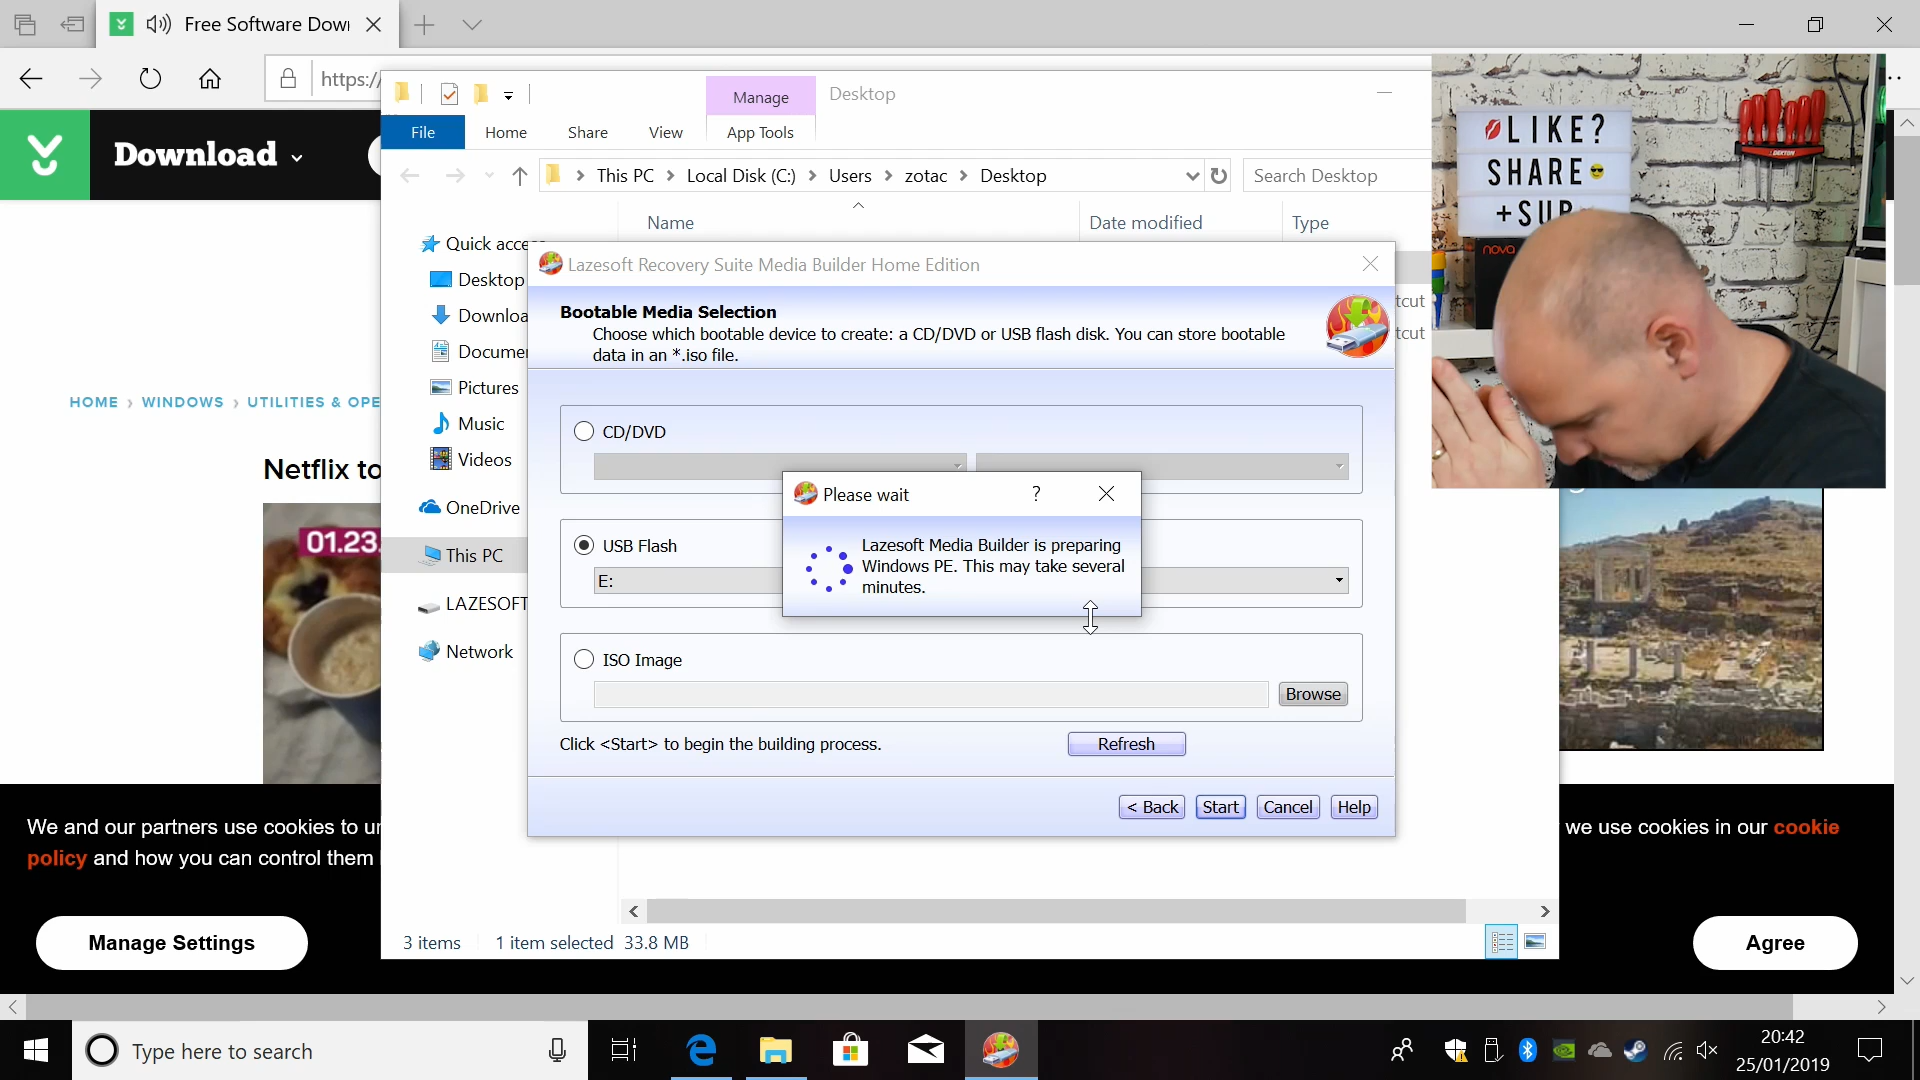 Free Software Dow
https:/
Manage
Desktop
File
Home
Share
View
App Tools
LIKE?
SHARE
+SUB
nova
DEKTON
Download
This PC
Local Disk (C:)
Users
zotac
Desktop
Search Desktop
Name
Date modified
Type
Quick acce
Desktop
Downloa
Docume
Pictures
Music
Videos
OneDrive
This PC
LAZESOFT
Network
tcut
tcut
HOME
WINDOWS
UTILITIES & OPE
Netflix to
01.23.
Lazesoft Recovery Suite Media Builder Home Edition
Bootable Media Selection
Choose which bootable device to create: a CD/DVD or USB flash disk. You can store bootable
data in an *.iso file.
CD/DVD
USB Flash
E:
Please wait
?
Lazesoft Media Builder is preparing
Windows PE. This may take several
minutes.
ISO Image
Browse
Click <Start> to begin the building process.
Refresh
< Back
Start
Cancel
Help
We and our partners use cookies to u
we use cookies in our cookie
policy and how you can control them
Manage Settings
Agree
3 items
1 item selected 33.8 MB
Type here to search
20:42
25/01/2019